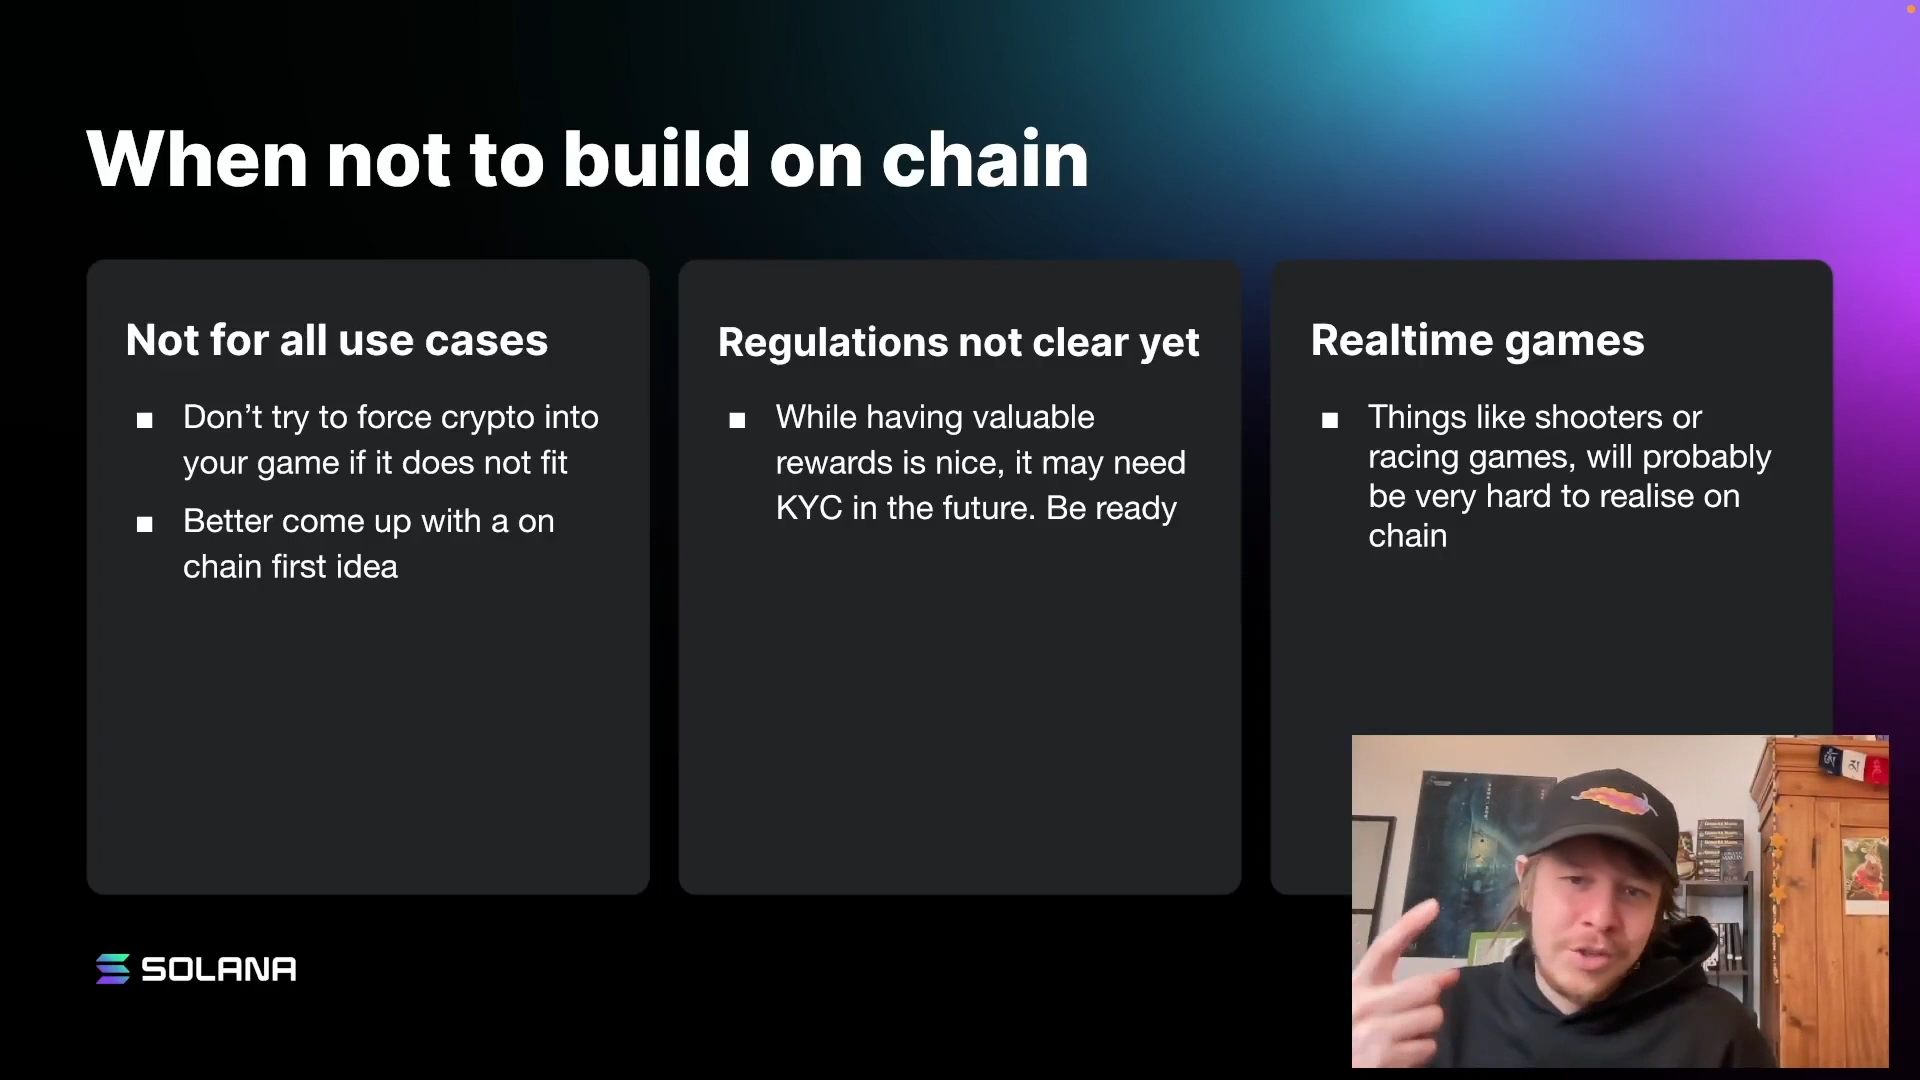 When not to build on chain
Not for all use cases
■ Don’t try to force crypto into
your game if it does not fit
■ Better come up with a on
chain first idea
Regulations not clear yet
■ While having valuable
rewards is nice, it may need
KYC in the future. Be ready
Realtime games
■ Things like shooters or
racing games, will probably
be very hard to realise on
chain
SOLANA